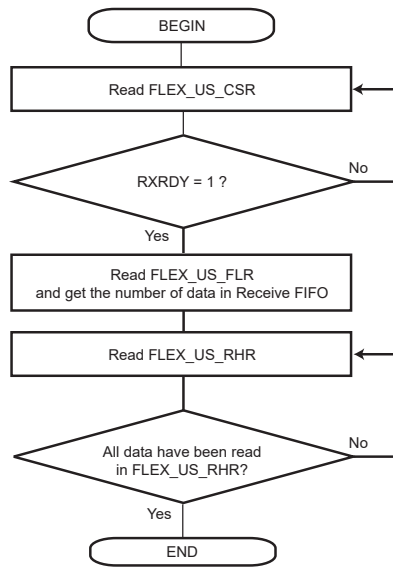 BEGIN
Read FLEX_US_CSR
RXRDY = 1 ?
No
Yes
Read FLEX_US_FLR
and get the number of data in Receive FIFO
Read FLEX_US_RHR
All data have been read
in FLEX_US_RHR?
No
Yes
END